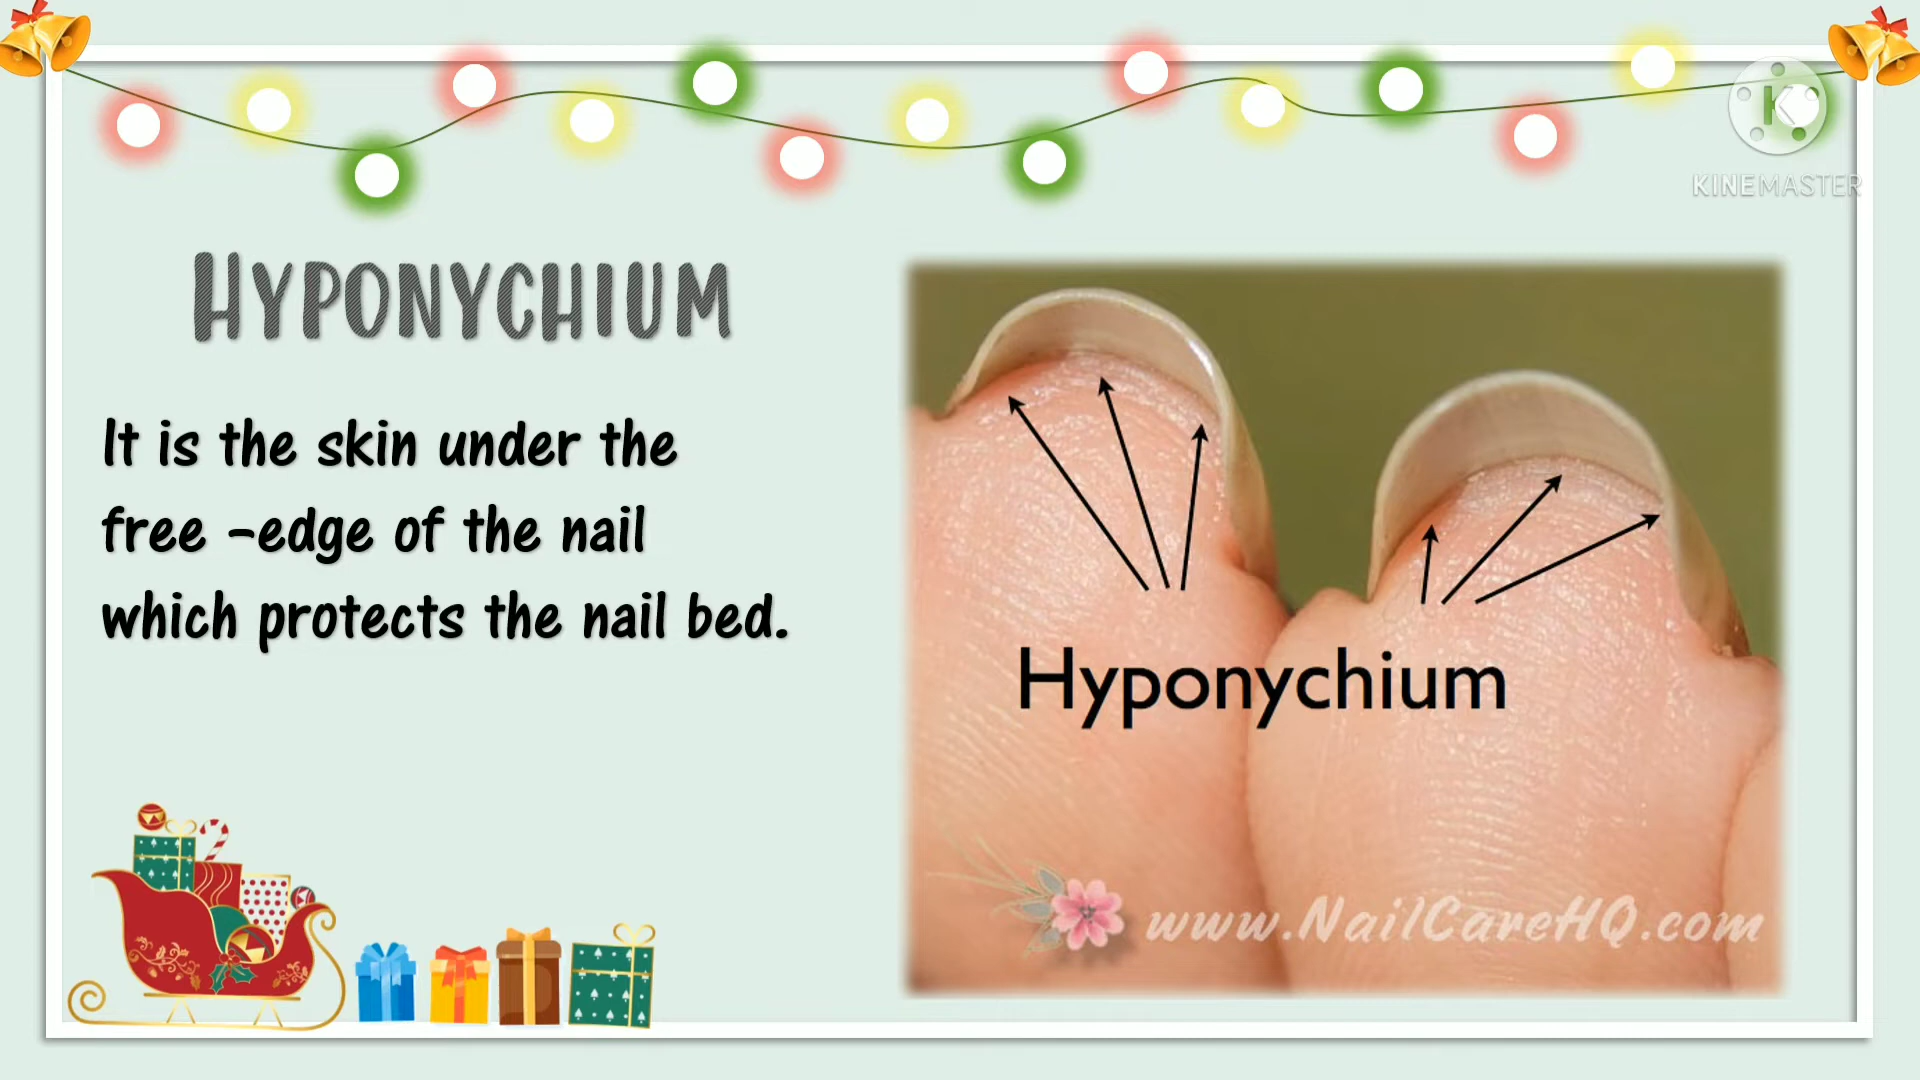 KINEMASTER
HYPONYCHIUM
It is the skin under the
free -edge of the nail
which protects the nail bed.
Hyponychium
www.NailCareHQ.com